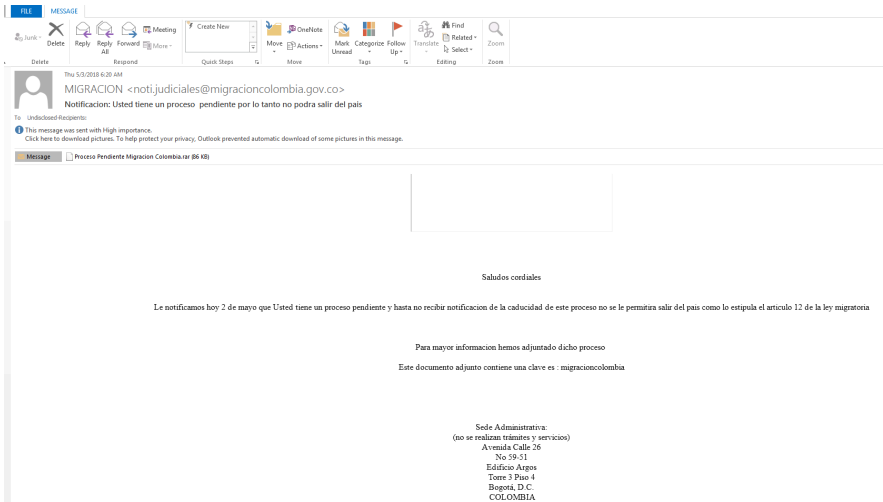 FILE MESSAGE
Junk
Delete
Reply
Reply All
Forward
Meeting
More
Create New
Move
OneNote
Actions
Mark Unread
Categorize
Follow Up
Translate
Find
Related
Select
Zoom
Delete Respond Quick Steps Move Tags Editing Zoom
Thu 5/3/2018 6:20 AM
MIGRACION <noti.judiciales@migracioncolombia.gov.co>
Notificacion: Usted tiene un proceso pendiente por lo tanto no podra salir del pais
To Undisclosed-Recipients:
This message was sent with High importance.
Click here to download pictures. To help protect your privacy, Outlook prevented automatic download of some pictures in this message.
Message Proceso Pendiente Migracion Colombia.rar (66 KB)
Saludos cordiales
Le notificamos hoy 2 de mayo que Usted tiene un proceso pendiente y hasta no recibir notificacion de la caducidad de este proceso no se le permitira salir del pais como lo estipula el articulo 12 de la ley migratoria
Para mayor informacion hemos adjuntado dicho proceso
Este documento adjunto contiene una clave es : migracioncolombia
Sede Administrativa:
(no se realizan trámites y servicios)
Avenida Calle 26
No 59-51
Edificio Argos
Torre 3 Piso 4
Bogotá, D.C.
COLOMBIA